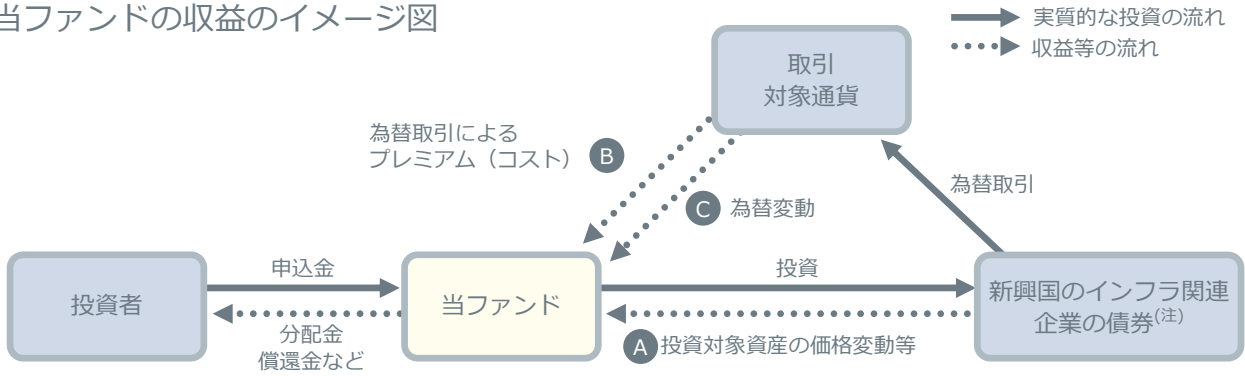 当ファンドの収益のイメージ図
実質的な投資の流れ
収益等の流れ
取引
対象通貨
為替取引による
プレミアム（コスト）
B
為替取引
C
為替変動
投資者
申込金
分配金
償還金など
当ファンド
投資
A
投資対象資産の価格変動等
新興国のインフラ関連
企業の債券(注)